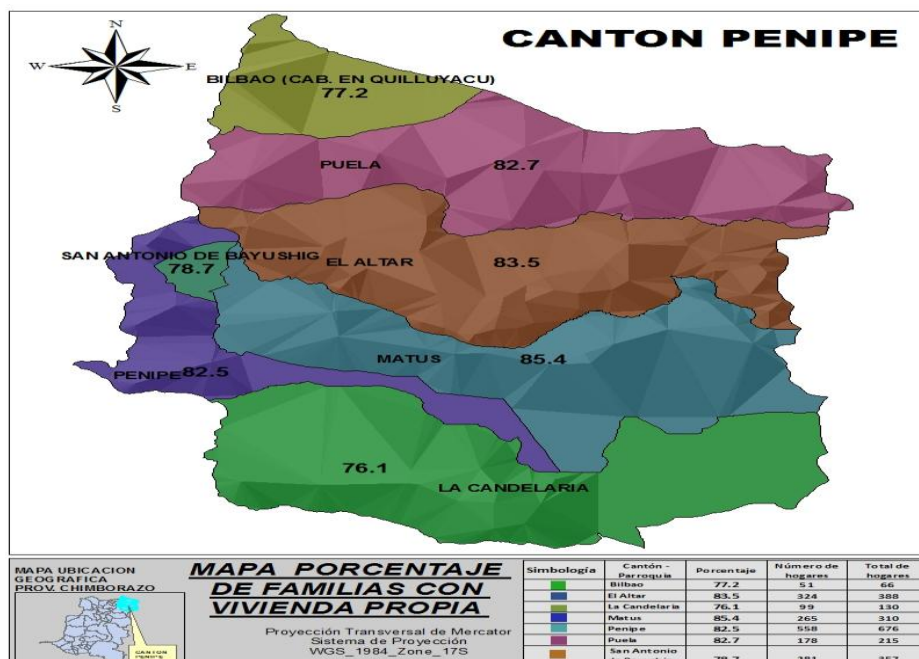 CANTON PENIPE
N
W E
S
BILBAO (CAB. EN QUILLUYACU)
77.2
PUELA 82.7
SAN ANTONIO DE BAYUSHIG
78.7
EL ALTAR 83.5
MATUS 85.4
PENIPE 82.5
76.1
LA CANDELARIA
MAPA UBICACION
GEOGRAFICA
PROV. CHIMBORAZO
CANTON
PENIPE
MAPA PORCENTAJE
DE FAMILIAS CON
VIVIENDA PROPIA
Proyección Transversal de Mercator
Sistema de Proyección
WGS_1984_Zone_17S
Simbología Cantón - Parroquia Porcentaje Número de hogares Total de hogares
Bilbao 77.2 51 66
El Altar 83.5 324 388
La Candelaria 76.1 99 130
Matus 85.4 265 310
Penipe 82.5 558 676
Puela 82.7 178 215
San Antonio